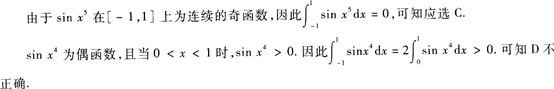 由于 sin x⁵ 在[－1,1]上为连续的奇函数,因此∫₋₁¹ sin x⁵dx＝0,可知应选 C.
sin x⁴ 为偶函数,且当 0＜x＜1 时,sin x⁴＞0. 因此∫₋₁¹ sinx⁴dx＝2∫₀¹ sin x⁴dx＞0. 可知 D 不
正确.